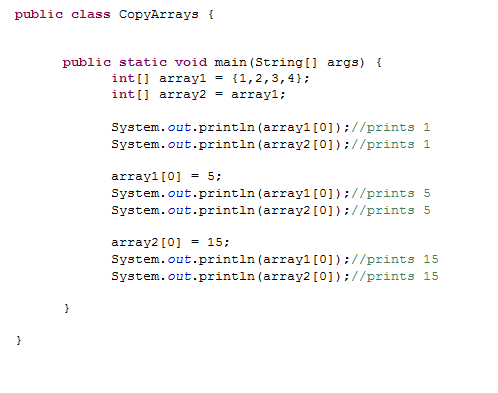 public class CopyArrays {
public static void main(String[] args) {
int[] array1 = {1,2,3,4};
int[] array2 = array1;
System.out.println(array1[0]);//prints 1
System.out.println(array2[0]);//prints 1
array1[0] = 5;
System.out.println(array1[0]);//prints 5
System.out.println(array2[0]);//prints 5
array2[0] = 15;
System.out.println(array1[0]);//prints 15
System.out.println(array2[0]);//prints 15
}
}